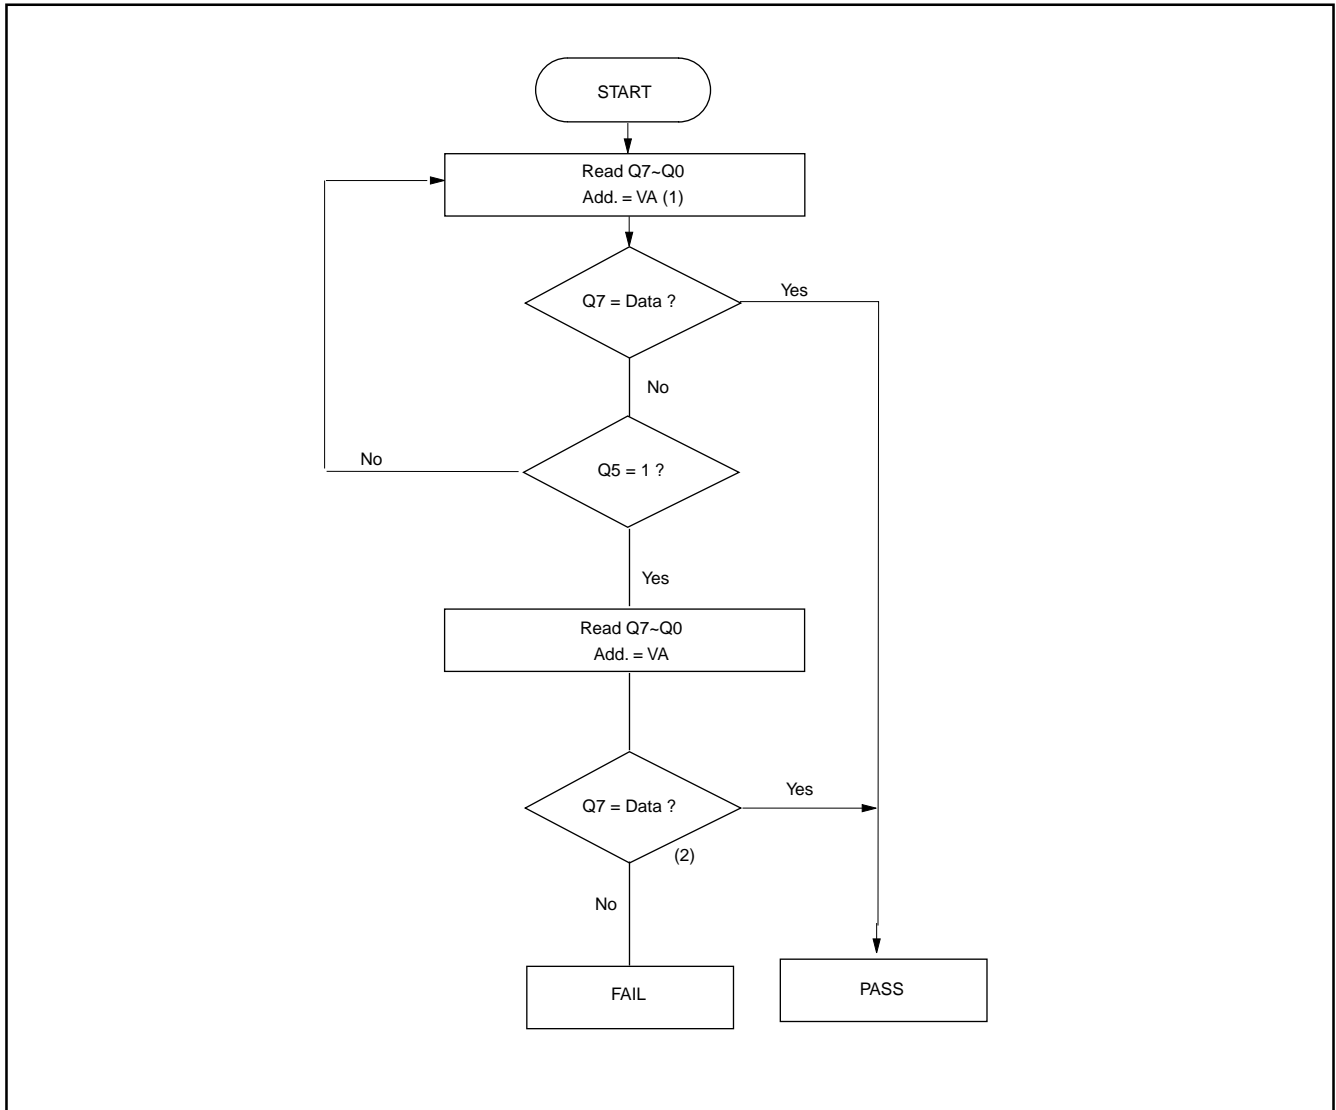 START
Read Q7~Q0
Add. = VA (1)
Q7 = Data ?
Yes
No
Q5 = 1 ?
No
Yes
Read Q7~Q0
Add. = VA
Q7 = Data ?
Yes
(2)
No
FAIL
PASS